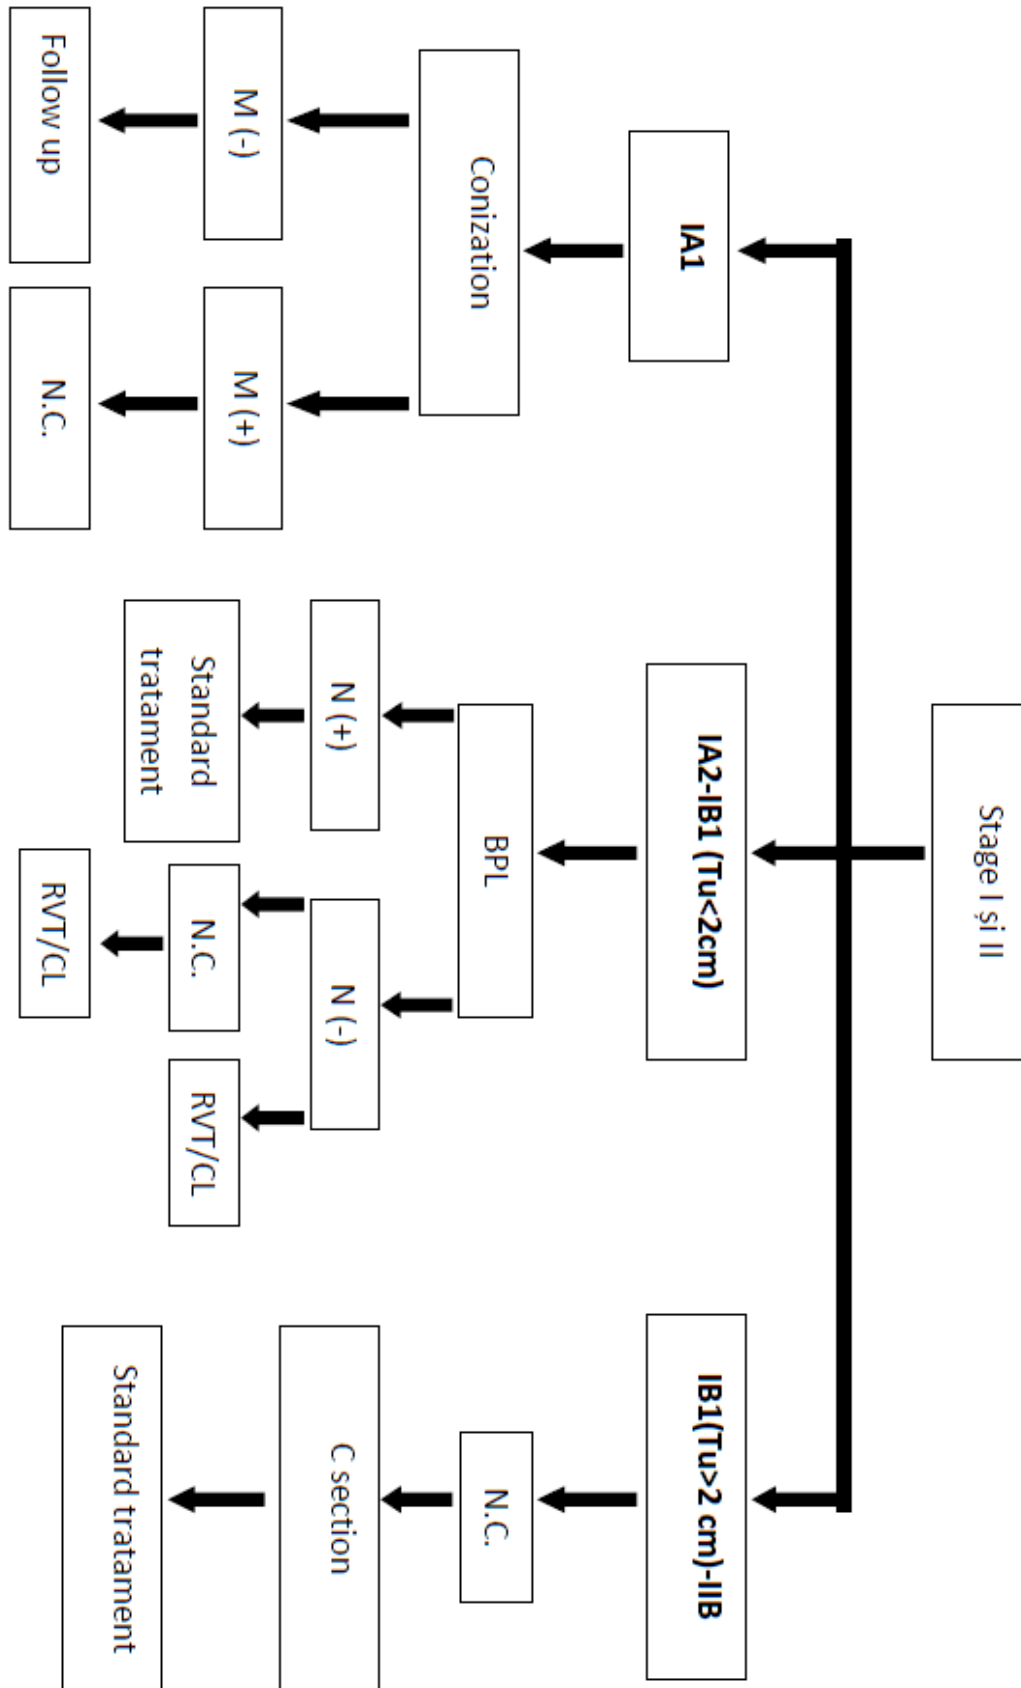 Stage I și II
IA1
IA2-IB1 (Tu<2cm)
IB1(Tu>2 cm)-IIB
Conization
BPL
N.C.
M (-)
M (+)
N (+)
N (-)
C section
Follow up
N.C.
Standard
tratament
N.C.
RVT/CL
RVT/CL
Standard tratament